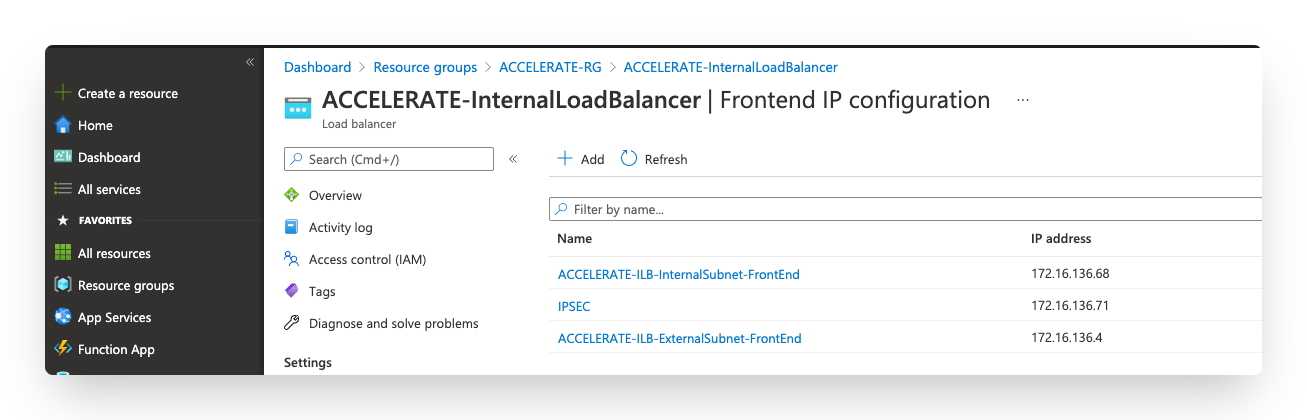 Dashboard > Resource groups > ACCELERATE-RG > ACCELERATE-InternalLoadBalancer
ACCELERATE-InternalLoadBalancer | Frontend IP configuration ...
Load balancer
«
Create a resource
Home
Dashboard
All services
FAVORITES
All resources
Resource groups
App Services
Function App
Search (Cmd+/)
«
Overview
Activity log
Access control (IAM)
Tags
Diagnose and solve problems
Settings
Add Refresh
Filter by name...
Name IP address
ACCELERATE-ILB-InternalSubnet-FrontEnd 172.16.136.68
IPSEC 172.16.136.71
ACCELERATE-ILB-ExternalSubnet-FrontEnd 172.16.136.4